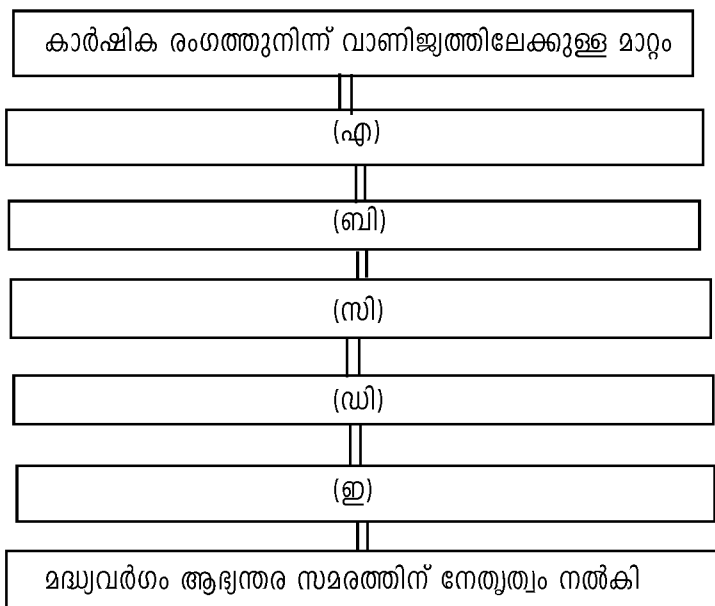 കാർഷിക രംഗത്തുനിന്ന് വാണിജ്യത്തിലേക്കുള്ള മാറ്റം
(എ)
(ബി)
(സി)
(ഡി)
(ഇ)
മദ്ധ്യവർഗം ആഭ്യന്തര സമരത്തിന് നേതൃത്വം നൽകി